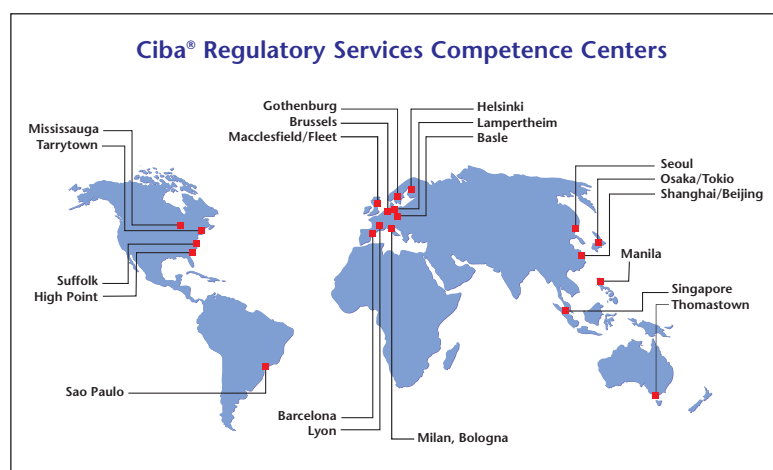 Ciba® Regulatory Services Competence Centers
Gothenburg
Brussels
Macclesfield/Fleet
Helsinki
Lampertheim
Basle
Mississauga
Tarrytown
Seoul
Osaka/Tokio
Shanghai/Beijing
Manila
Suffolk
High Point
Singapore
Thomastown
Sao Paulo
Barcelona
Lyon
Milan, Bologna